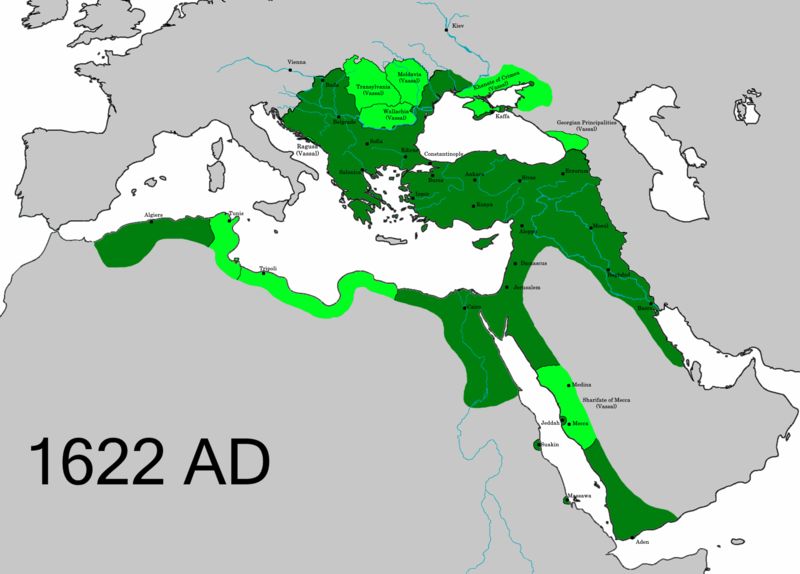 Kiev
Vienna
Buda
Transylvania
(Vassal)
Moldavia
(Vassal)
Khanate of Crimea
(Vassal)
Wallachia
(Vassal)
Belgrade
Kaffa
Georgian Principalities
(Vassal)
Ragusa
(Vassal)
Sofia
Edirne
Constantinople
Salonica
Bursa
Ankara
Sivas
Erzurum
Izmir
Konya
Algiers
Tunis
Aleppo
Mosul
Tripoli
Damascus
Baghdad
Jerusalem
Cairo
Basra
Medina
Sharifate of Mecca
(Vassal)
Jeddah
Mecca
Suakin
1622 AD
Massawa
Aden